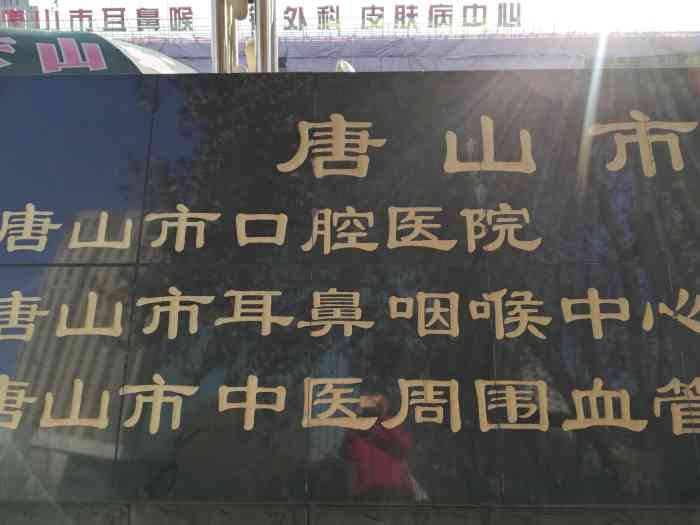 唐山市耳鼻喉 外科 皮肤病中心
山
唐山市
唐山市口腔医院
唐山市耳鼻咽喉中心
唐山市中医周围血管